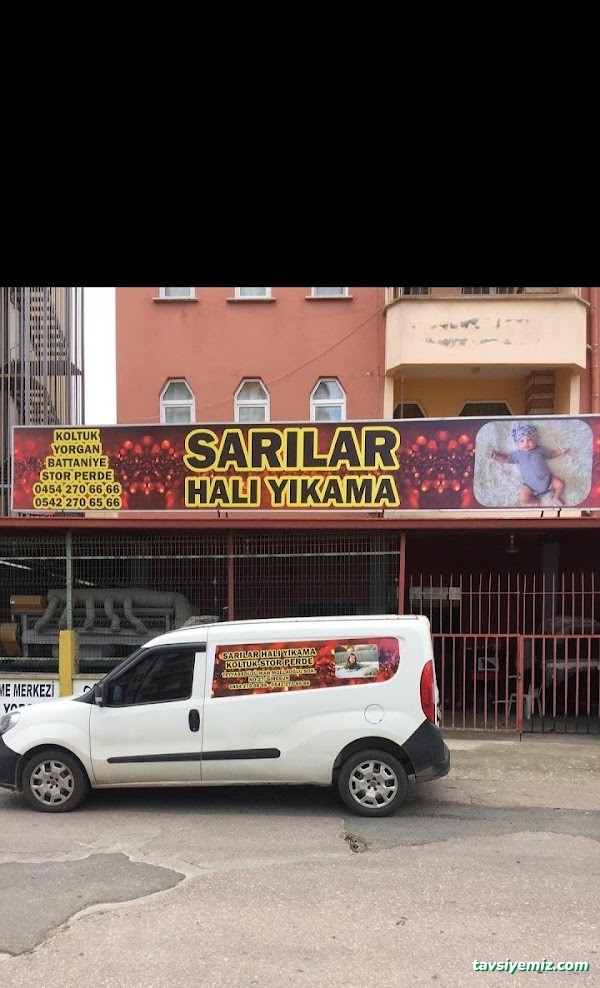 KOLTUK
YORGAN
BATTANİYE
STOR PERDE
0454 270 66 66
0542 270 65 66
SARILAR
HALI YIKAMA
SARILAR HALI YIKAMA
KOLTUK STOR PERDE
ME MERKEZİ
tavsiyemiz.com